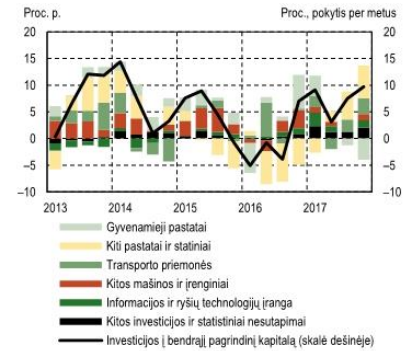 Proc. p.
Proc., pokytis per metus
20 20
15 15
10 10
5 5
0 0
–5 –5
–10 –10
2013 2014 2015 2016 2017
Gyvenamieji pastatai
Kiti pastatai ir statiniai
Transporto priemonės
Kitos mašinos ir įrenginiai
Informacijos ir ryšių technologijų įranga
Kitos investicijos ir statistiniai nesutapimai
Investicijos į bendrąjį pagrindinį kapitalą (skalė dešinėje)